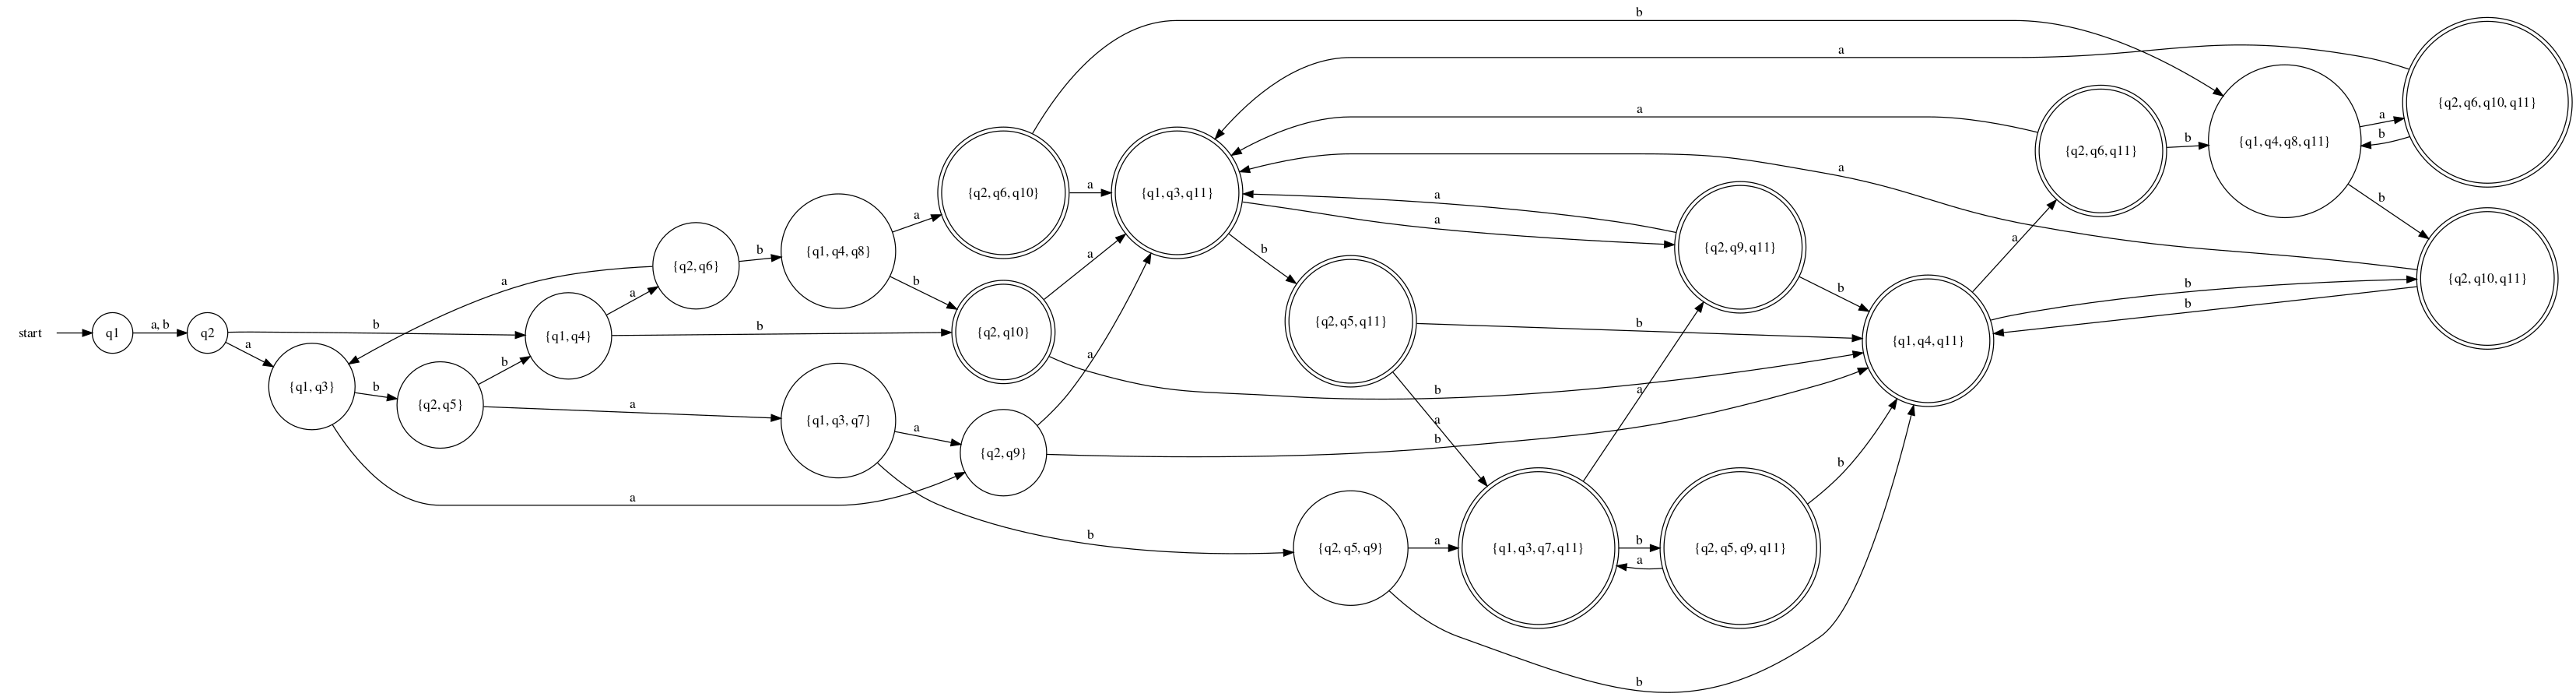 b
a
{q2, q6, q10, q11}
a
a
b
{q2, q6, q11}
b
{q1, q4, q8, q11}
b
a
{q2, q6, q10}
a
{q1, q3, q11}
a
b
a
a
{q1, q4, q8}
b
{q2, q6}
b
a
a
b
a
{q2, q9, q11}
b
a
b
b
{q2, q10, q11}
a
b
start
q1
a, b
q2
b
a
{q1, q4}
b
{q2, q10}
{q2, q5, q11}
b
{q1, q4, q11}
a
b
a
{q1, q3}
b
{q2, q5}
a
{q1, q3, q7}
a
b
a
a
b
{q2, q9}
b
a
b
{q2, q5, q9}
a
{q1, q3, q7, q11}
b
a
{q2, q5, q9, q11}
b